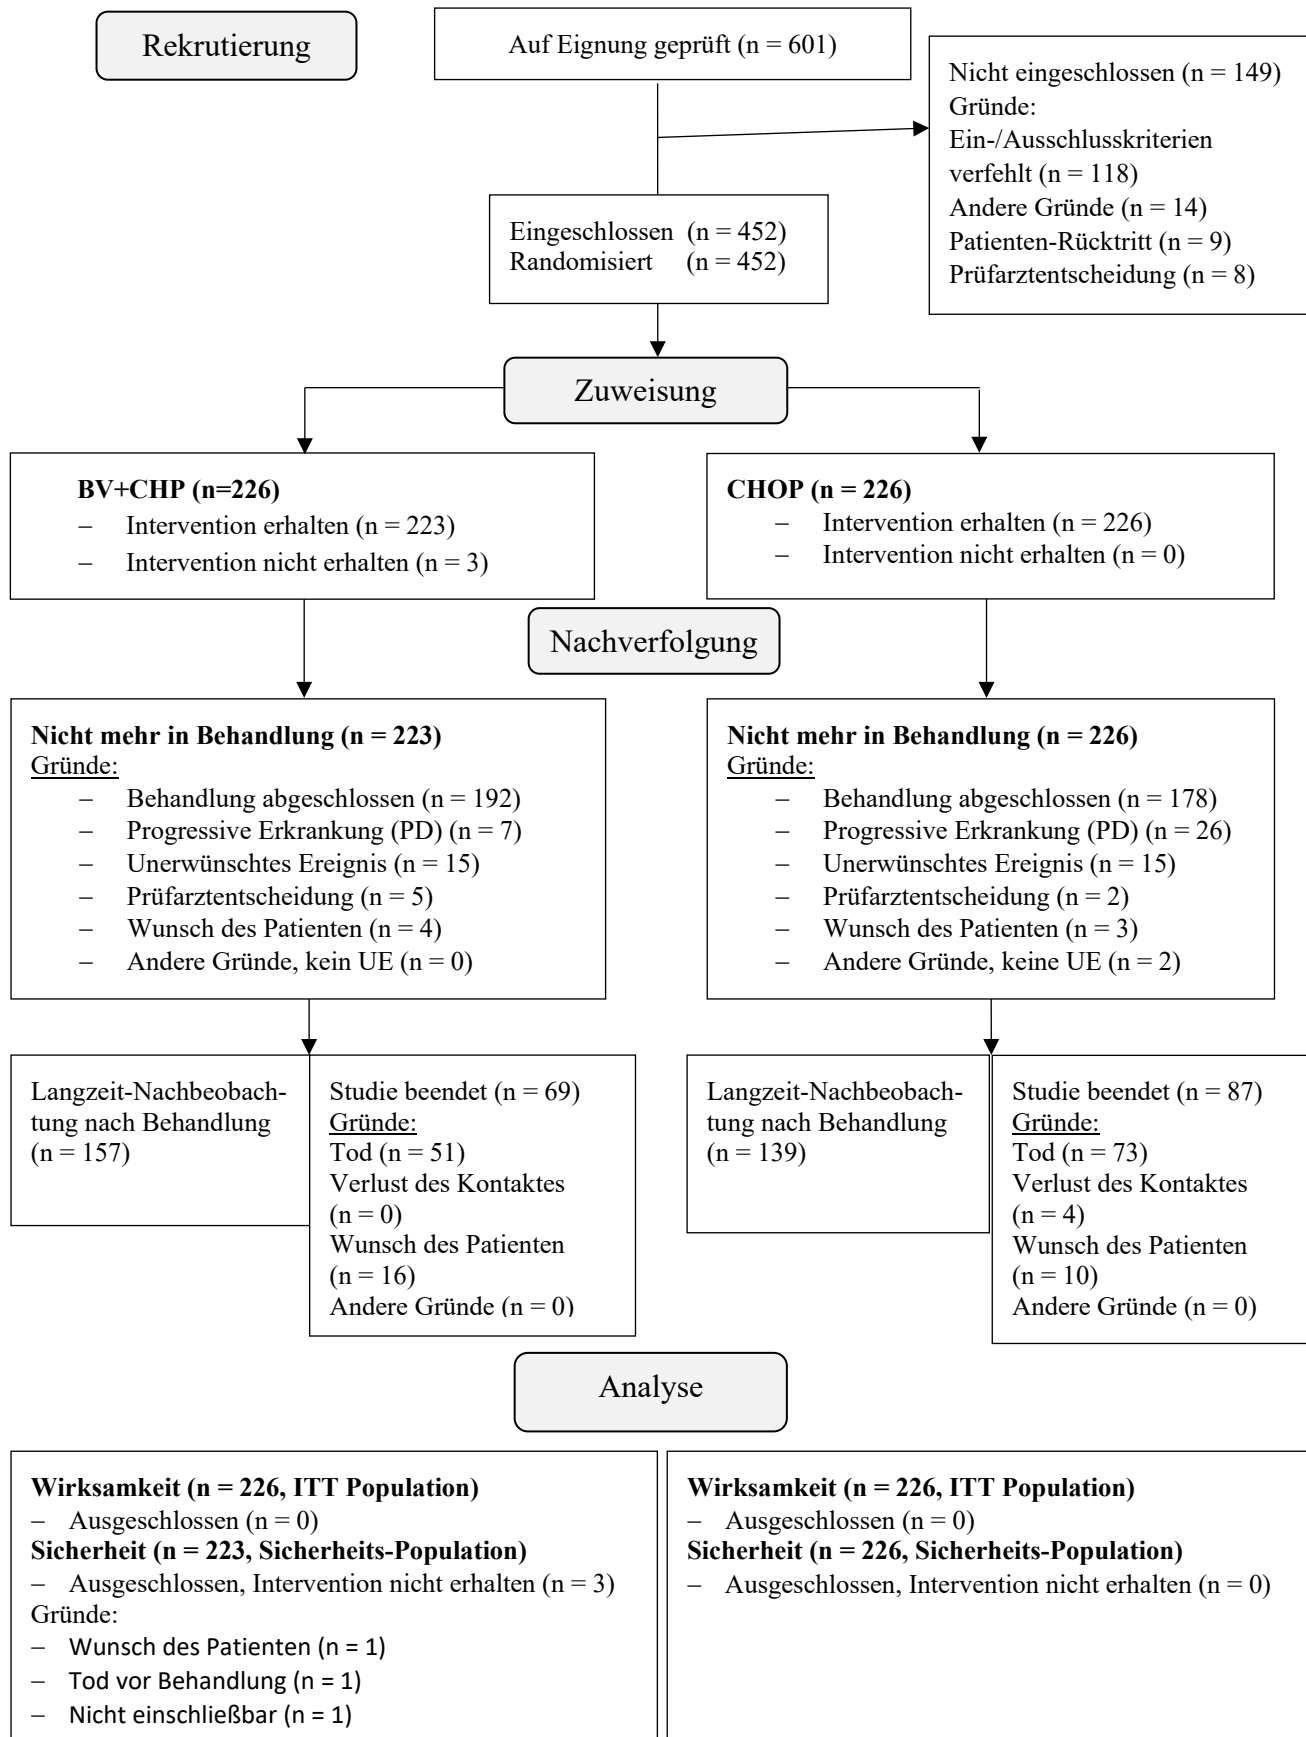 Rekrutierung
Auf Eignung geprüft (n = 601)
Nicht eingeschlossen (n = 149)
Gründe:
Ein-/Ausschlusskriterien
verfehlt (n = 118)
Andere Gründe (n = 14)
Patienten-Rücktritt (n = 9)
Prüfarztentscheidung (n = 8)
Eingeschlossen (n = 452)
Randomisiert (n = 452)
Zuweisung
BV+CHP (n=226)
– Intervention erhalten (n = 223)
– Intervention nicht erhalten (n = 3)
CHOP (n = 226)
– Intervention erhalten (n = 226)
– Intervention nicht erhalten (n = 0)
Nachverfolgung
Nicht mehr in Behandlung (n = 223)
Gründe:
– Behandlung abgeschlossen (n = 192)
– Progressive Erkrankung (PD) (n = 7)
– Unerwünschtes Ereignis (n = 15)
– Prüfarztentscheidung (n = 5)
– Wunsch des Patienten (n = 4)
– Andere Gründe, kein UE (n = 0)
Nicht mehr in Behandlung (n = 226)
Gründe:
– Behandlung abgeschlossen (n = 178)
– Progressive Erkrankung (PD) (n = 26)
– Unerwünschtes Ereignis (n = 15)
– Prüfarztentscheidung (n = 2)
– Wunsch des Patienten (n = 3)
– Andere Gründe, keine UE (n = 2)
Langzeit-Nachbeobach-
tung nach Behandlung
(n = 157)
Studie beendet (n = 69)
Gründe:
Tod (n = 51)
Verlust des Kontaktes
(n = 0)
Wunsch des Patienten
(n = 16)
Andere Gründe (n = 0)
Langzeit-Nachbeobach-
tung nach Behandlung
(n = 139)
Studie beendet (n = 87)
Gründe:
Tod (n = 73)
Verlust des Kontaktes
(n = 4)
Wunsch des Patienten
(n = 10)
Andere Gründe (n = 0)
Analyse
Wirksamkeit (n = 226, ITT Population)
– Ausgeschlossen (n = 0)
Sicherheit (n = 223, Sicherheits-Population)
– Ausgeschlossen, Intervention nicht erhalten (n = 3)
Gründe:
– Wunsch des Patienten (n = 1)
– Tod vor Behandlung (n = 1)
– Nicht einschließbar (n = 1)
Wirksamkeit (n = 226, ITT Population)
– Ausgeschlossen (n = 0)
Sicherheit (n = 226, Sicherheits-Population)
– Ausgeschlossen, Intervention nicht erhalten (n = 0)